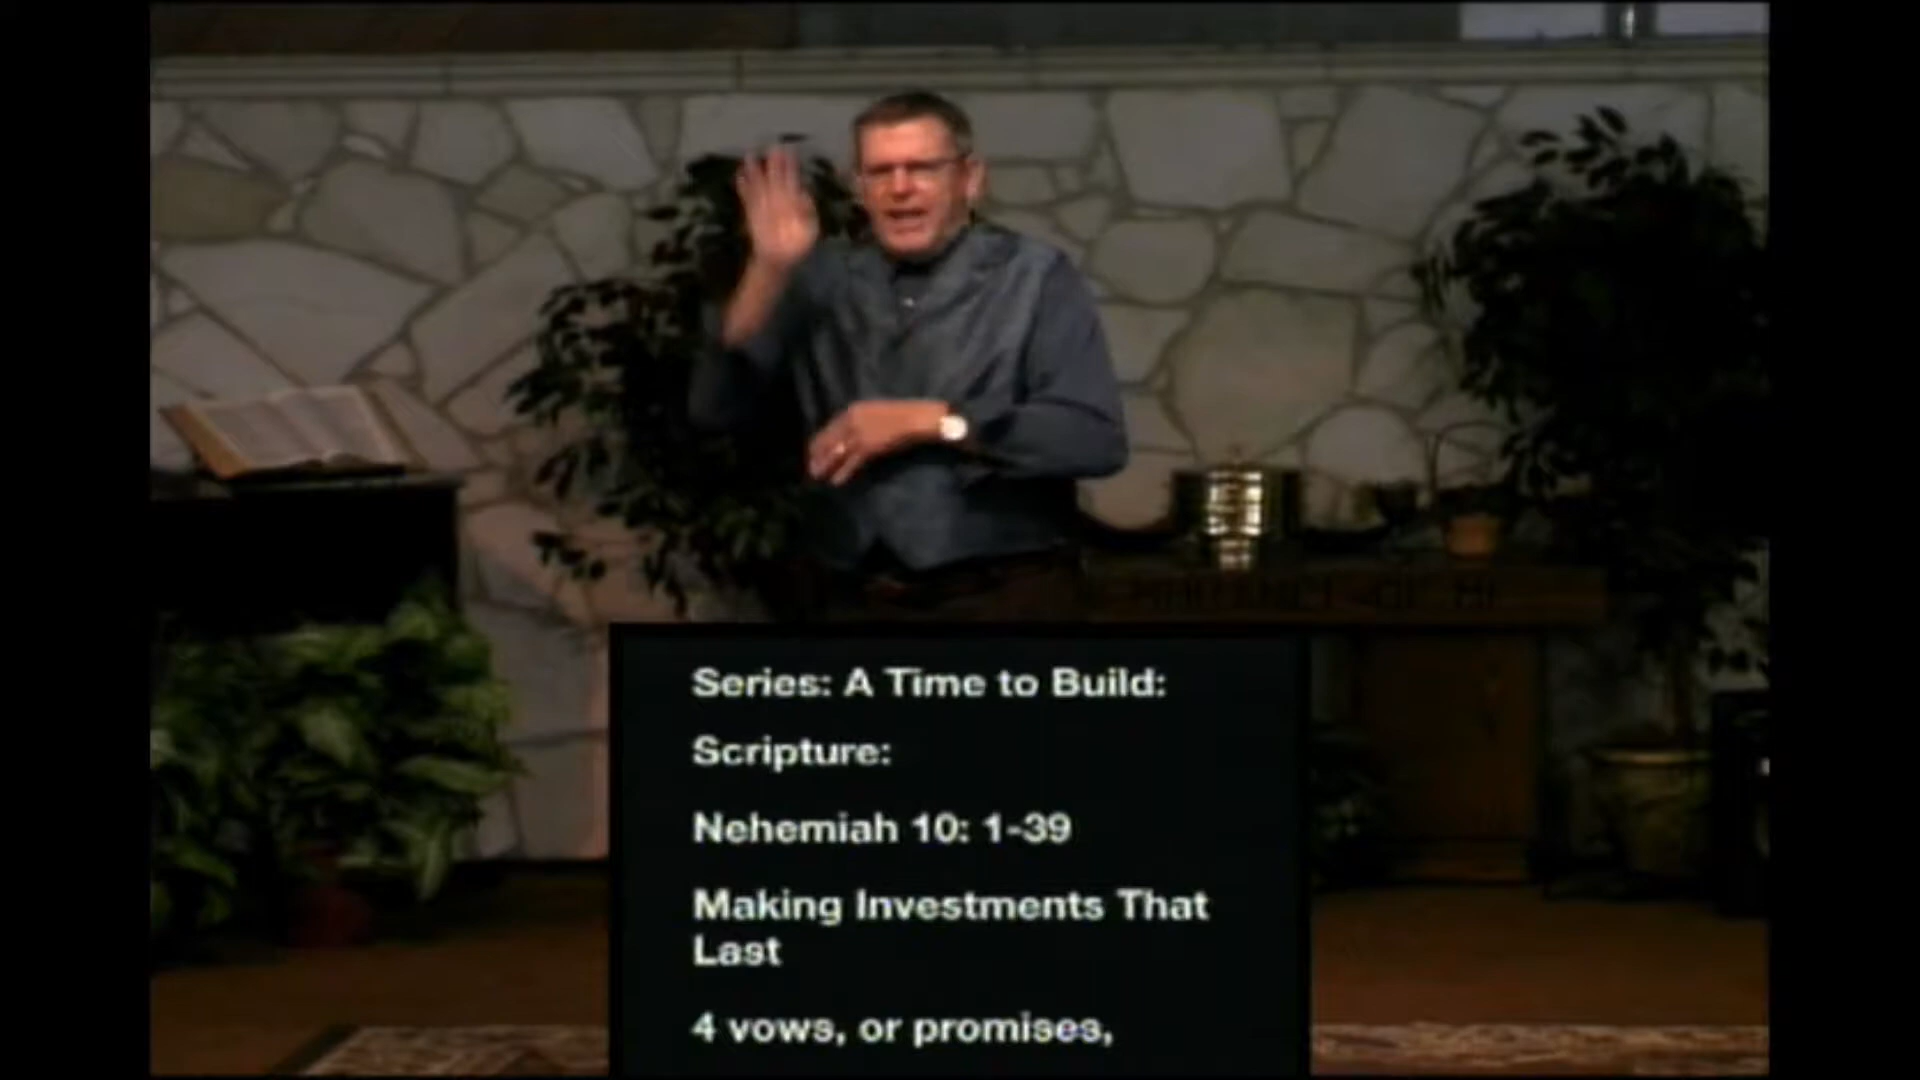 Series: A Time to Build:
Scripture:
Nehemiah 10: 1-39
Making Investments That
Last
4 vows, or promises,